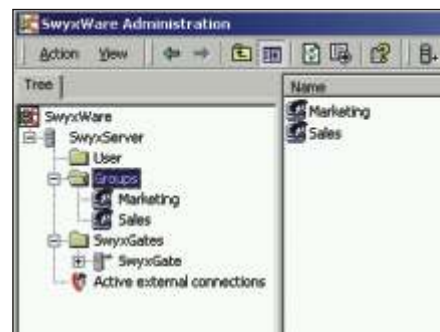 SwyxWare Administration
Action View
Tree
Name
SwyxWare
SwyxServer
User
Groups
Marketing
Sales
SwyxGates
SwyxGate
Active external connections
Marketing
Sales